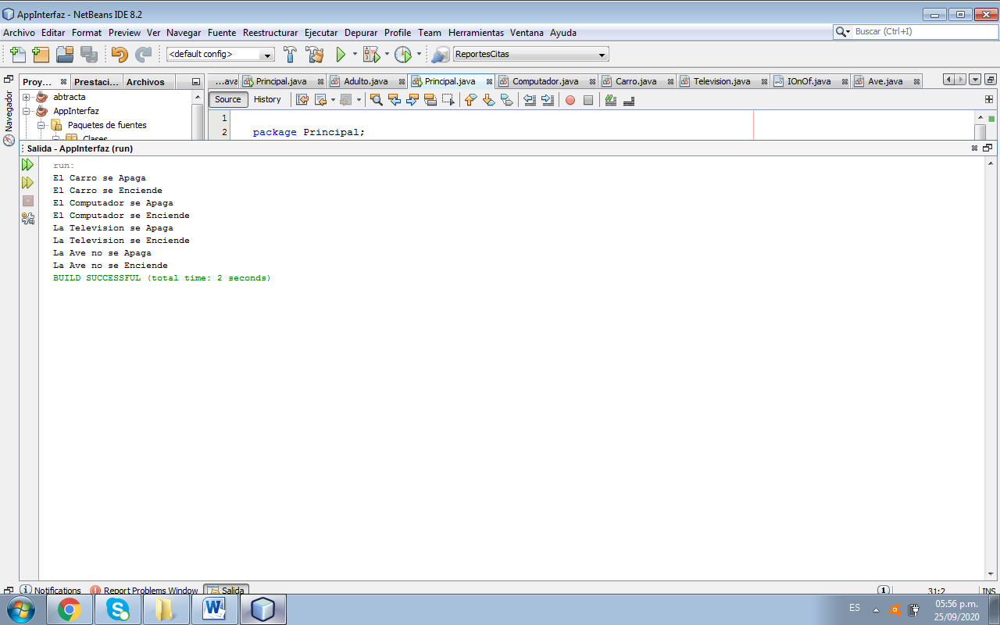 AppInterfaz - NetBeans IDE 8.2
Archivo Editar Format Preview Ver Navegar Fuente Reestructurar Ejecutar Depurar Profile Team Herramientas Ventana Ayuda
Buscar (Ctrl+I)
<default config>
ReportesCitas
Proy... Prestaci... Archivos
...ava Principal.java Adulto.java Principal.java Computador.java Carro.java Television.java IOnOf.java Ave.java
Navegador
abtracta
AppInterfaz
Paquetes de fuentes
Clases
Source History
1
2 package Principal;
Salida - AppInterfaz (run)
run:
El Carro se Apaga
El Carro se Enciende
El Computador se Apaga
El Computador se Enciende
La Television se Apaga
La Television se Enciende
La Ave no se Apaga
La Ave no se Enciende
BUILD SUCCESSFUL (total time: 2 seconds)
Notifications Report Problems Window Salida
1 31:2 INS
ES
05:56 p.m.
25/09/2020